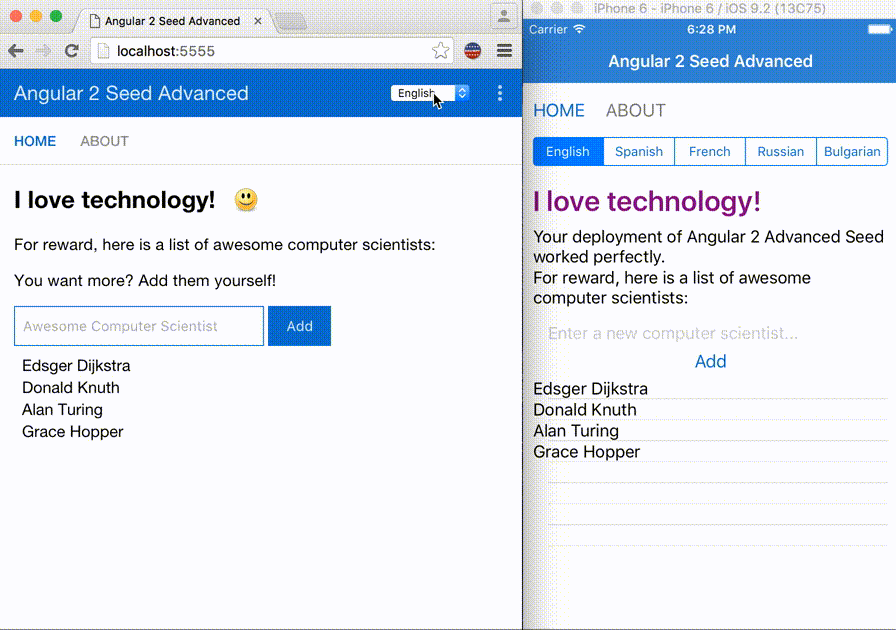 Angular 2 Seed Advanced
localhost:5555
Angular 2 Seed Advanced
English
HOME ABOUT
I love technology!
For reward, here is a list of awesome computer scientists:
You want more? Add them yourself!
Awesome Computer Scientist Add
Edsger Dijkstra
Donald Knuth
Alan Turing
Grace Hopper
iPhone 6 - iPhone 6 / iOS 9.2 (13C75)
Carrier 6:28 PM
Angular 2 Seed Advanced
HOME ABOUT
English Spanish French Russian Bulgarian
I love technology!
Your deployment of Angular 2 Advanced Seed
worked perfectly.
For reward, here is a list of awesome
computer scientists:
Enter a new computer scientist...
Add
Edsger Dijkstra
Donald Knuth
Alan Turing
Grace Hopper